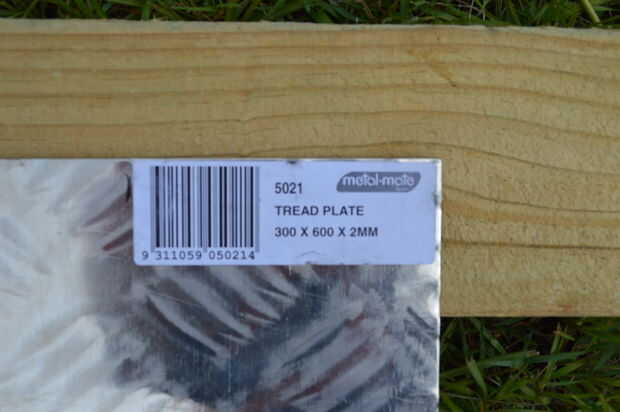 5021
metal-mate
TREAD PLATE
300 X 600 X 2MM
9 311059 050214